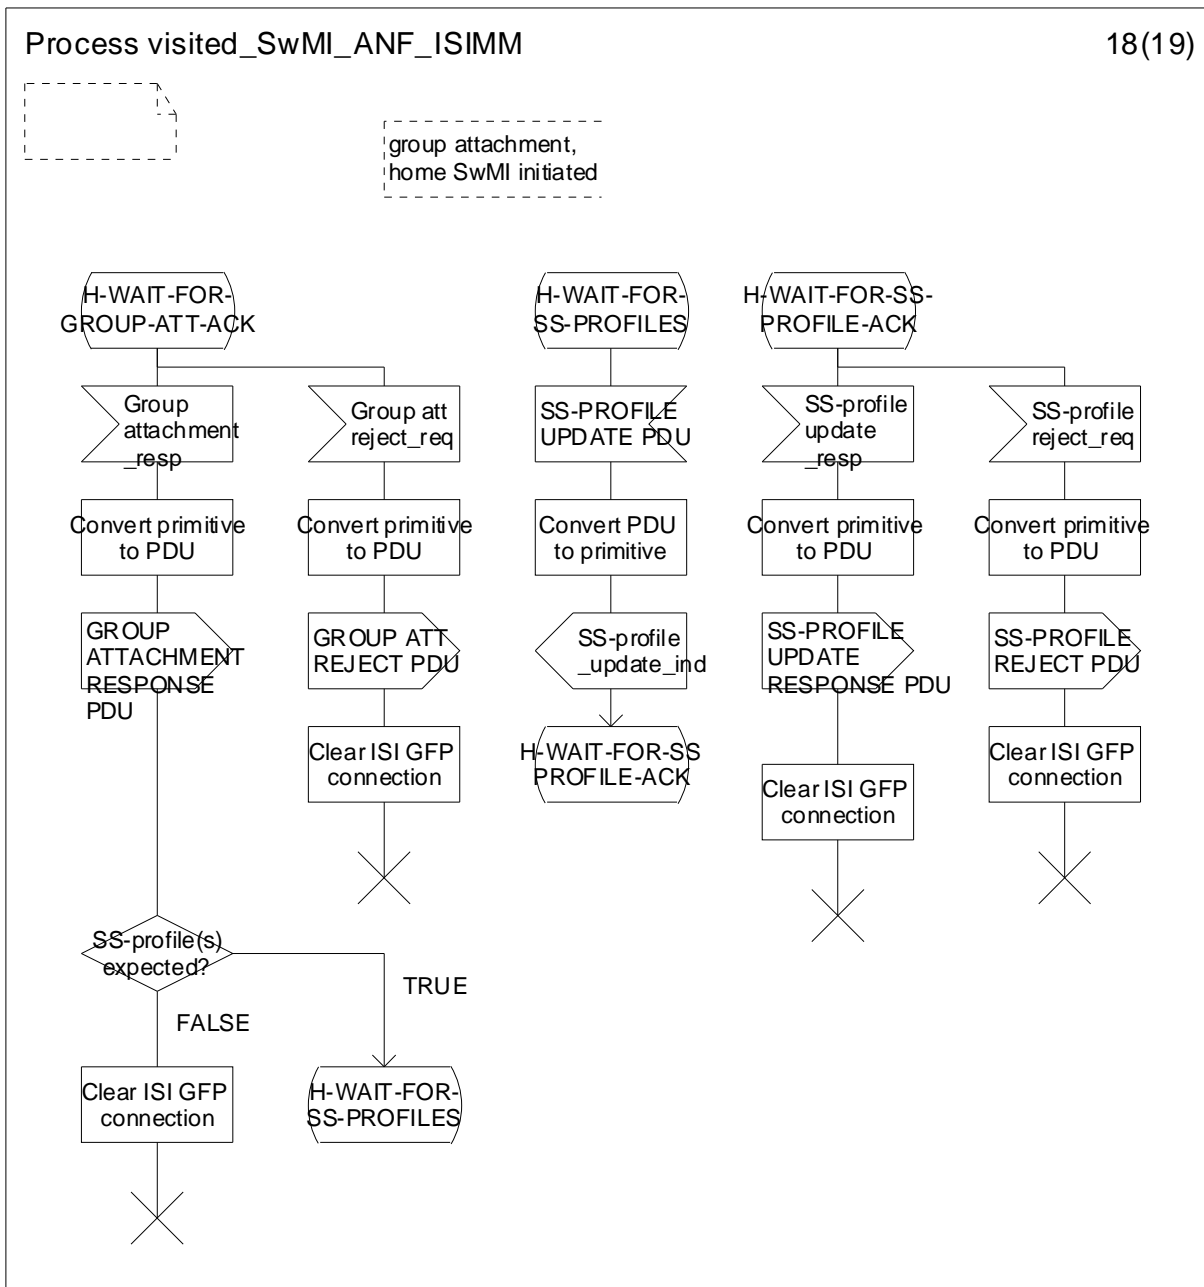 Process visited_SwMI_ANF_ISIMM
18(19)
group attachment,
home SwMI initiated
H-WAIT-FOR-
GROUP-ATT-ACK
H-WAIT-FOR-
SS-PROFILES
H-WAIT-FOR-SS-
PROFILE-ACK
Group
attachment
_resp
Group att
reject_req
SS-PROFILE
UPDATE PDU
SS-profile
update
_resp
SS-profile
reject_req
Convert primitive
to PDU
Convert primitive
to PDU
Convert PDU
to primitive
Convert primitive
to PDU
Convert primitive
to PDU
GROUP
ATTACHMENT
RESPONSE
PDU
GROUP ATT
REJECT PDU
SS-profile
_update_ind
SS-PROFILE
UPDATE
RESPONSE PDU
SS-PROFILE
REJECT PDU
Clear ISI GFP
connection
H-WAIT-FOR-SS
PROFILE-ACK
Clear ISI GFP
connection
Clear ISI GFP
connection
SS-profile(s)
expected?
TRUE
FALSE
Clear ISI GFP
connection
H-WAIT-FOR-
SS-PROFILES